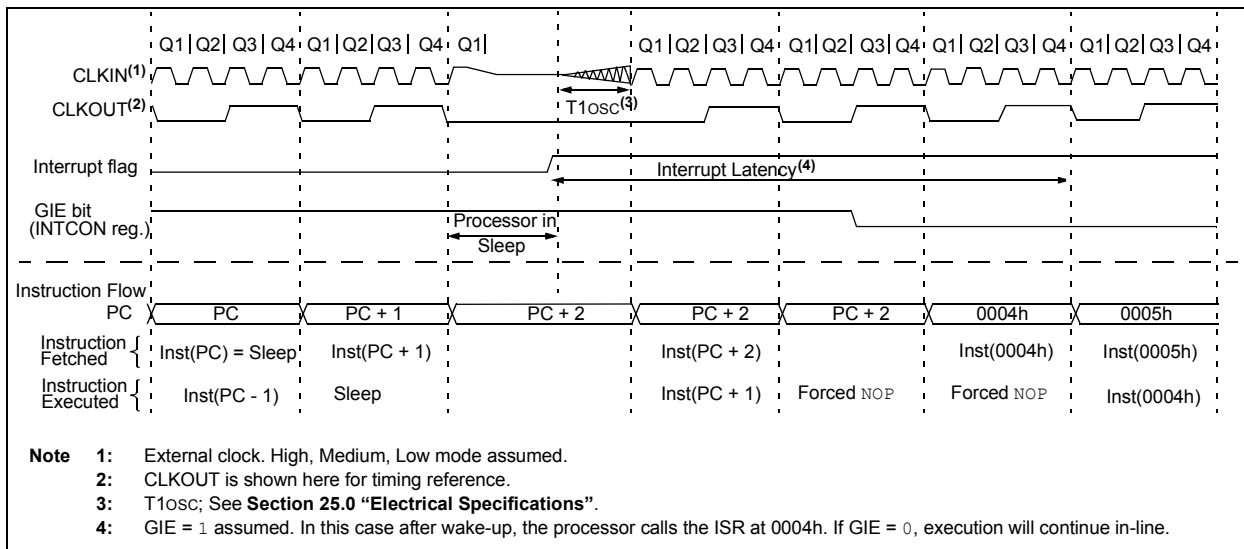 Q1 Q2 Q3 Q4 Q1 Q2 Q3 Q4 Q1 Q1 Q2 Q3 Q4 Q1 Q2 Q3 Q4 Q1 Q2 Q3 Q4 Q1 Q2 Q3 Q4
CLKIN(1)
CLKOUT(2)
T1OSC(3)
Interrupt flag
Interrupt Latency(4)
GIE bit
(INTCON reg.)
Processor in
Sleep
Instruction Flow
PC PC PC + 1 PC + 2 PC + 2 PC + 2 0004h 0005h
Instruction
Fetched
Inst(PC) = Sleep Inst(PC + 1) Inst(PC + 2) Inst(0004h) Inst(0005h)
Instruction
Executed
Inst(PC - 1) Sleep Inst(PC + 1) Forced NOP Forced NOP Inst(0004h)
Note 1: External clock. High, Medium, Low mode assumed.
2: CLKOUT is shown here for timing reference.
3: T1OSC; See Section 25.0 “Electrical Specifications”.
4: GIE = 1 assumed. In this case after wake-up, the processor calls the ISR at 0004h. If GIE = 0, execution will continue in-line.